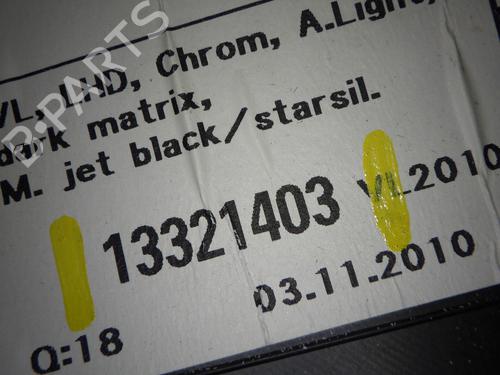 VL, LHD, Chrom, A.Light,
dark matrix,
M. jet black/starsil.
13321403 VL2010
03.11.2010
Q:18
B-PARTS